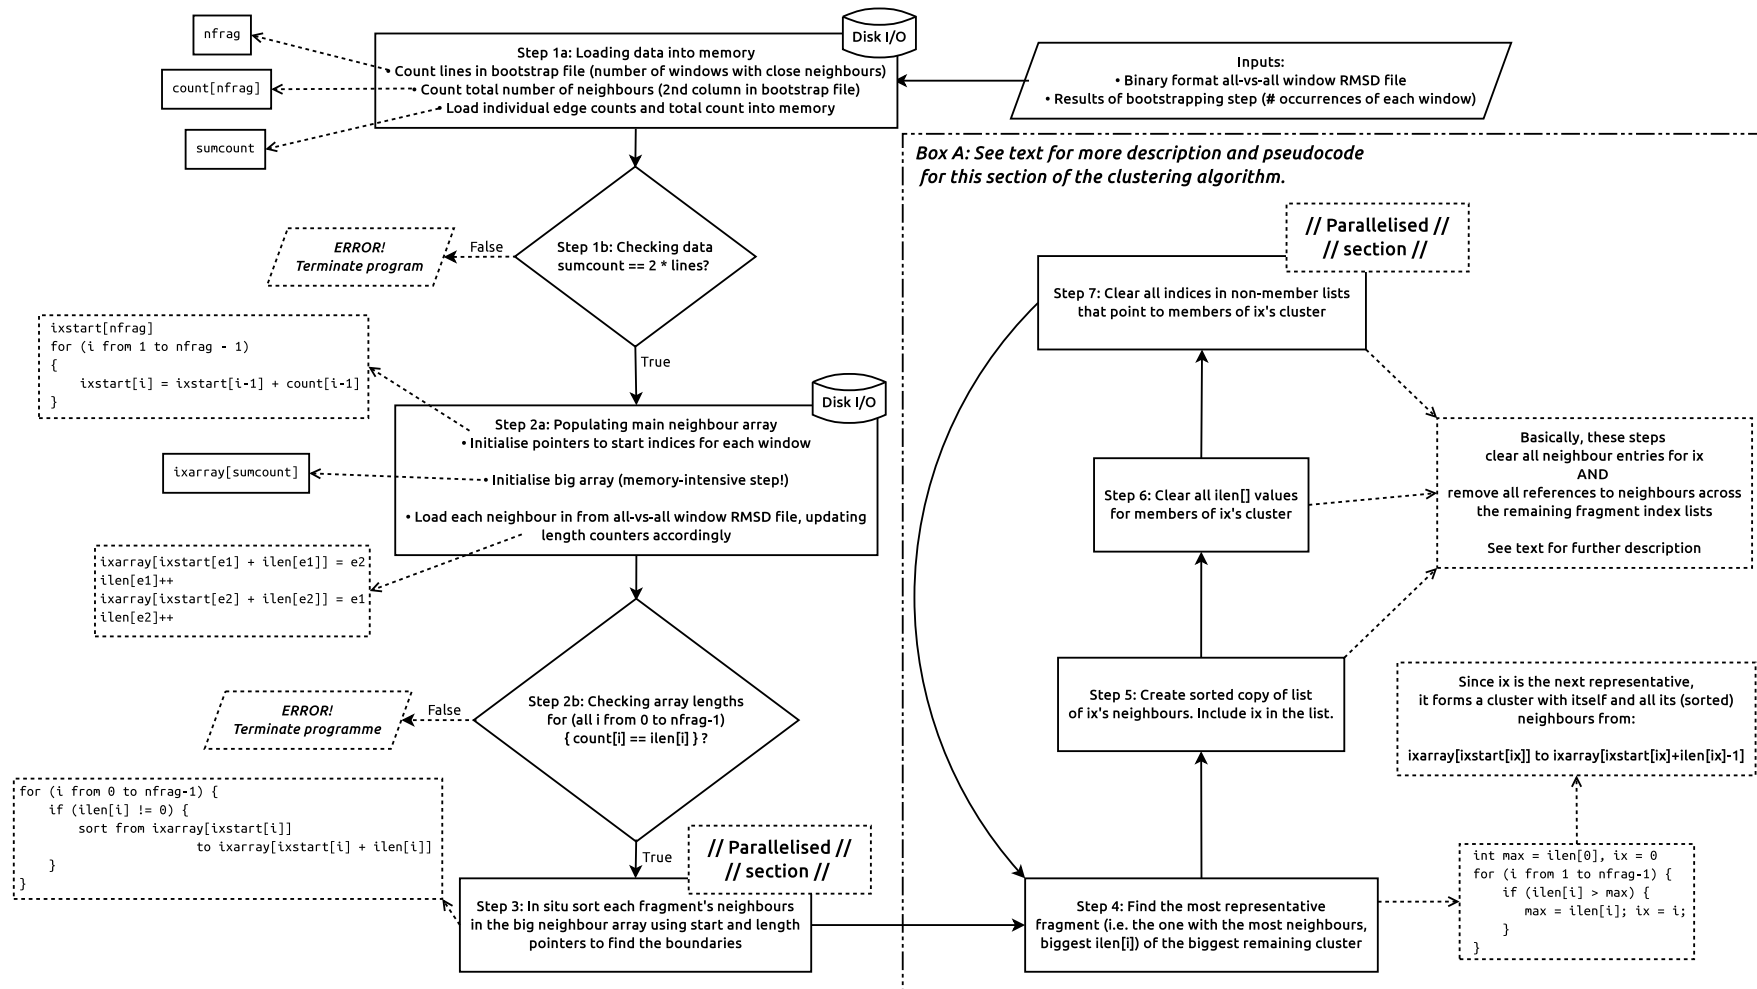 nfrag
count[nfrag]
sumcount
Disk I/O
Step 1a: Loading data into memory
• Count lines in bootstrap file (number of windows with close neighbours)
• Count total number of neighbours (2nd column in bootstrap file)
• Load individual edge counts and total count into memory
Inputs:
• Binary format all-vs-all window RMSD file
• Results of bootstrapping step (# occurrences of each window)
Step 1b: Checking data
sumcount == 2 * lines?
False
ERROR!
Terminate program
True
ixstart[nfrag]
for (i from 1 to nfrag - 1)
{
ixstart[i] = ixstart[i-1] + count[i-1]
}
Disk I/O
Step 2a: Populating main neighbour array
• Initialise pointers to start indices for each window
• Initialise big array (memory-intensive step!)
• Load each neighbour in from all-vs-all window RMSD file, updating
length counters accordingly
ixarray[sumcount]
ixarray[ixstart[e1] + ilen[e1]] = e2
ilen[e1]++
ixarray[ixstart[e2] + ilen[e2]] = e1
ilen[e2]++
Step 2b: Checking array lengths
for (all i from 0 to nfrag-1)
{ count[i] == ilen[i] } ?
False
ERROR!
Terminate programme
True
for (i from 0 to nfrag-1) {
if (ilen[i] != 0) {
sort from ixarray[ixstart[i]]
to ixarray[ixstart[i] + ilen[i]]
}
}
// Parallelised //
// section //
Step 3: In situ sort each fragment's neighbours
in the big neighbour array using start and length
pointers to find the boundaries
Box A: See text for more description and pseudocode
for this section of the clustering algorithm.
// Parallelised //
// section //
Step 7: Clear all indices in non-member lists
that point to members of ix's cluster
Step 6: Clear all ilen[] values
for members of ix's cluster
Basically, these steps
clear all neighbour entries for ix
AND
remove all references to neighbours across
the remaining fragment index lists
See text for further description
Step 5: Create sorted copy of list
of ix's neighbours. Include ix in the list.
Since ix is the next representative,
it forms a cluster with itself and all its (sorted)
neighbours from:
ixarray[ixstart[ix]] to ixarray[ixstart[ix]+ilen[ix]-1]
Step 4: Find the most representative
fragment (i.e. the one with the most neighbours,
biggest ilen[i]) of the biggest remaining cluster
int max = ilen[0], ix = 0
for (i from 1 to nfrag-1) {
if (ilen[i] > max) {
max = ilen[i]; ix = i;
}
}